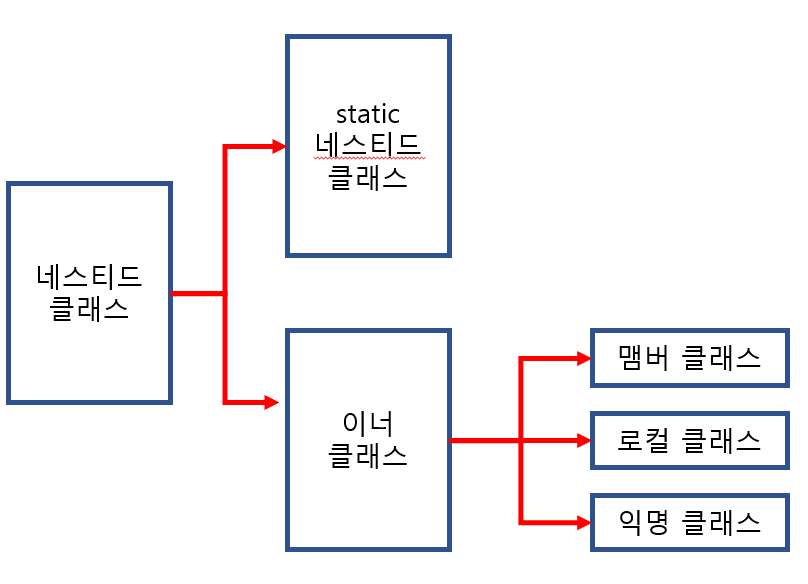 static
네스티드
클래스
네스티드
클래스
이너
클래스
맴버 클래스
로컬 클래스
익명 클래스